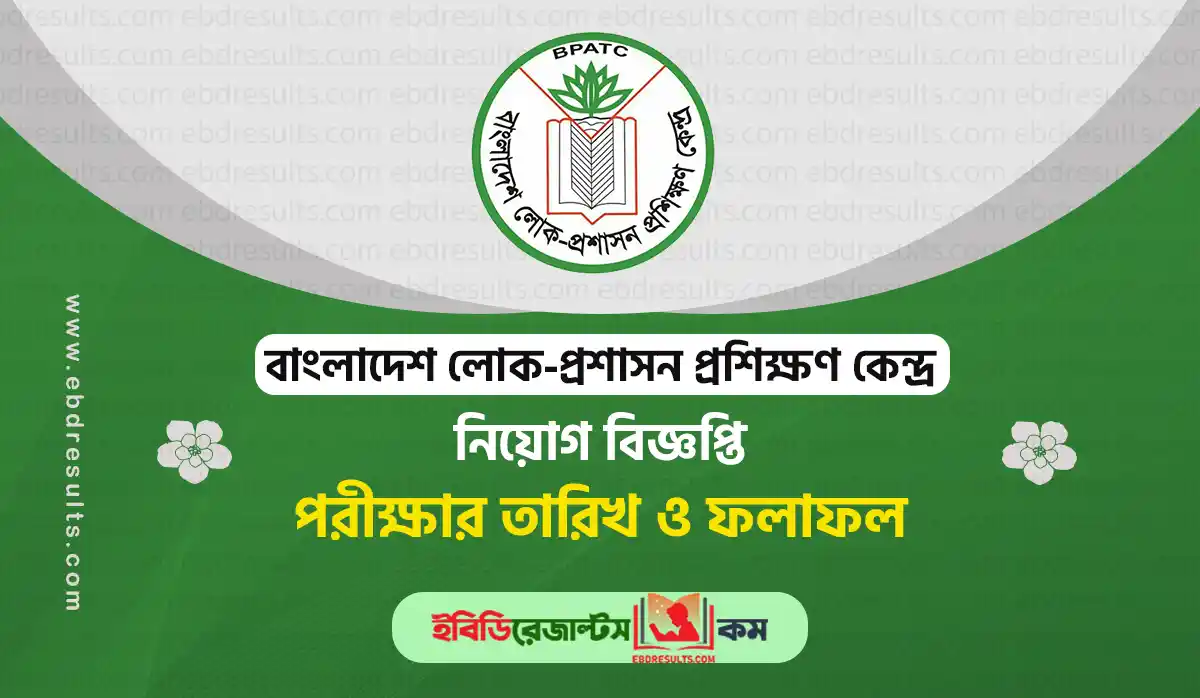 BPATC
বাংলাদেশ লোক-প্রশাসন প্রশিক্ষণ কেন্দ্র
বাংলাদেশ লোক-প্রশাসন প্রশিক্ষণ কেন্দ্র
নিয়োগ বিজ্ঞপ্তি
পরীক্ষার তারিখ ও ফলাফল
www.ebdresults.com
ইবিডিরেজাল্টস কম
EBDRESULTS.COM